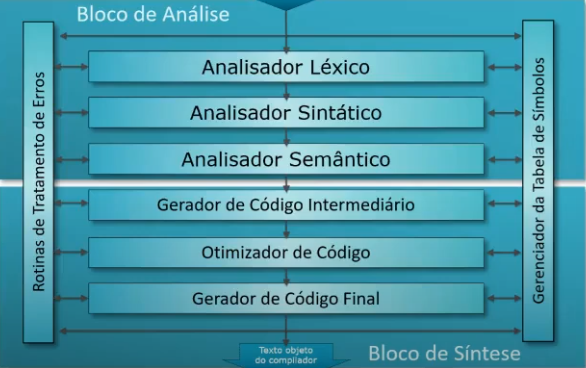 Bloco de Análise
Rotinas de Tratamento de Erros
Analisador Léxico
Analisador Sintático
Analisador Semântico
Gerador de Código Intermediário
Otimizador de Código
Gerador de Código Final
Gerenciador da Tabela de Símbolos
Texto objeto
do compilador
Bloco de Síntese